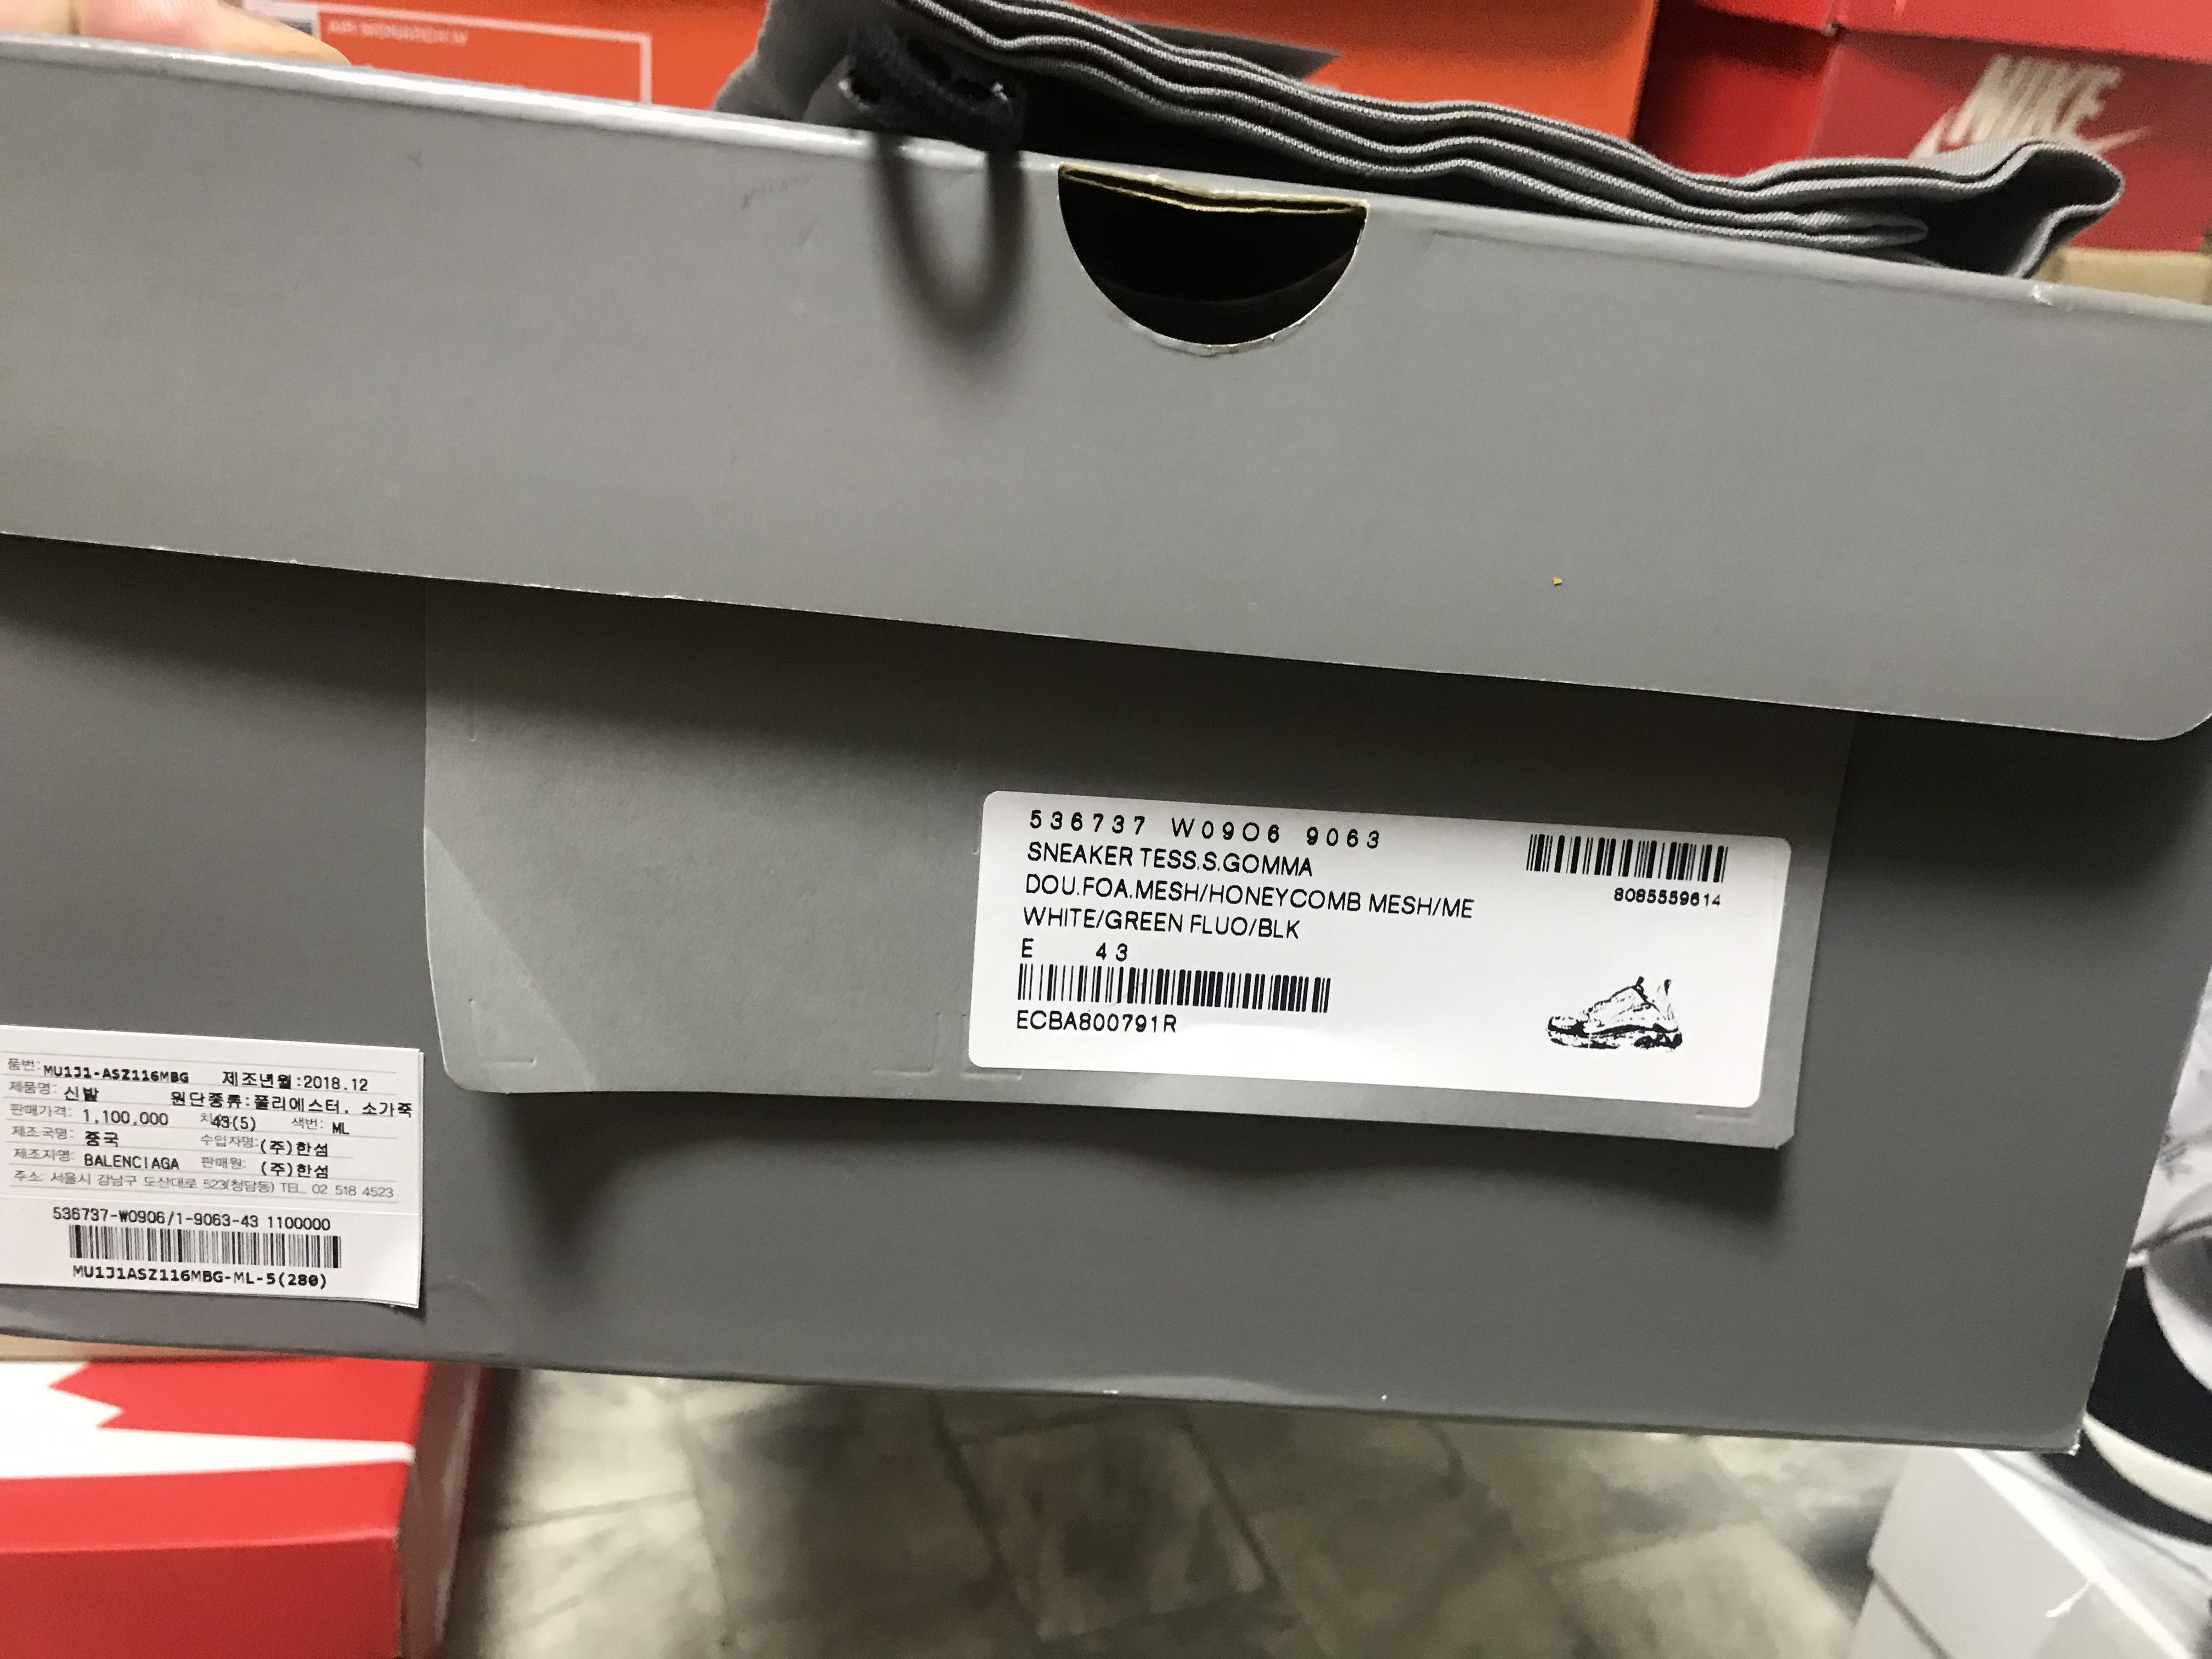 AIR MONARCH IV
NIKE
536737 W09O6 9063
SNEAKER TESS.S.GOMMA
DOU.FOA.MESH/HONEYCOMB MESH/ME
WHITE/GREEN FLUO/BLK
E 43
ECBA800791R
8085559614
품번: MU1J1-ASZ116MBG 제조년월:2018.12
제품명: 신발 원단종류:폴리에스터, 소가죽
판매가격: 1,100,000 43(5) 색번: ML
제조국명: 중국 수입자명:(주)한섬
제조자명: BALENCIAGA 판매원: (주)한섬
주소: 서울시 강남구 도산대로 523(청담동) TEL. 02 518 4523
536737-W0906/1-9063-43 1100000
MU1J1ASZ116MBG-ML-5(280)